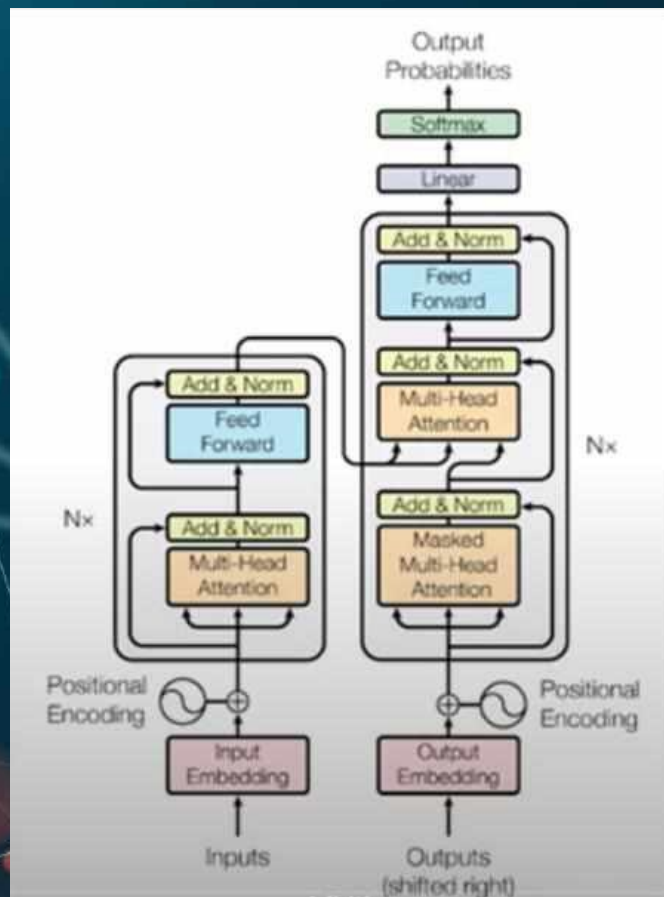 Output
Probabilities
Softmax
Linear
Add & Norm
Feed
Forward
Add & Norm
Multi-Head
Attention
Add & Norm
Masked
Multi-Head
Attention
Nx
Add & Norm
Feed
Forward
Add & Norm
Multi-Head
Attention
Nx
Positional
Encoding
Positional
Encoding
Input
Embedding
Output
Embedding
Inputs
Outputs
(shifted right)